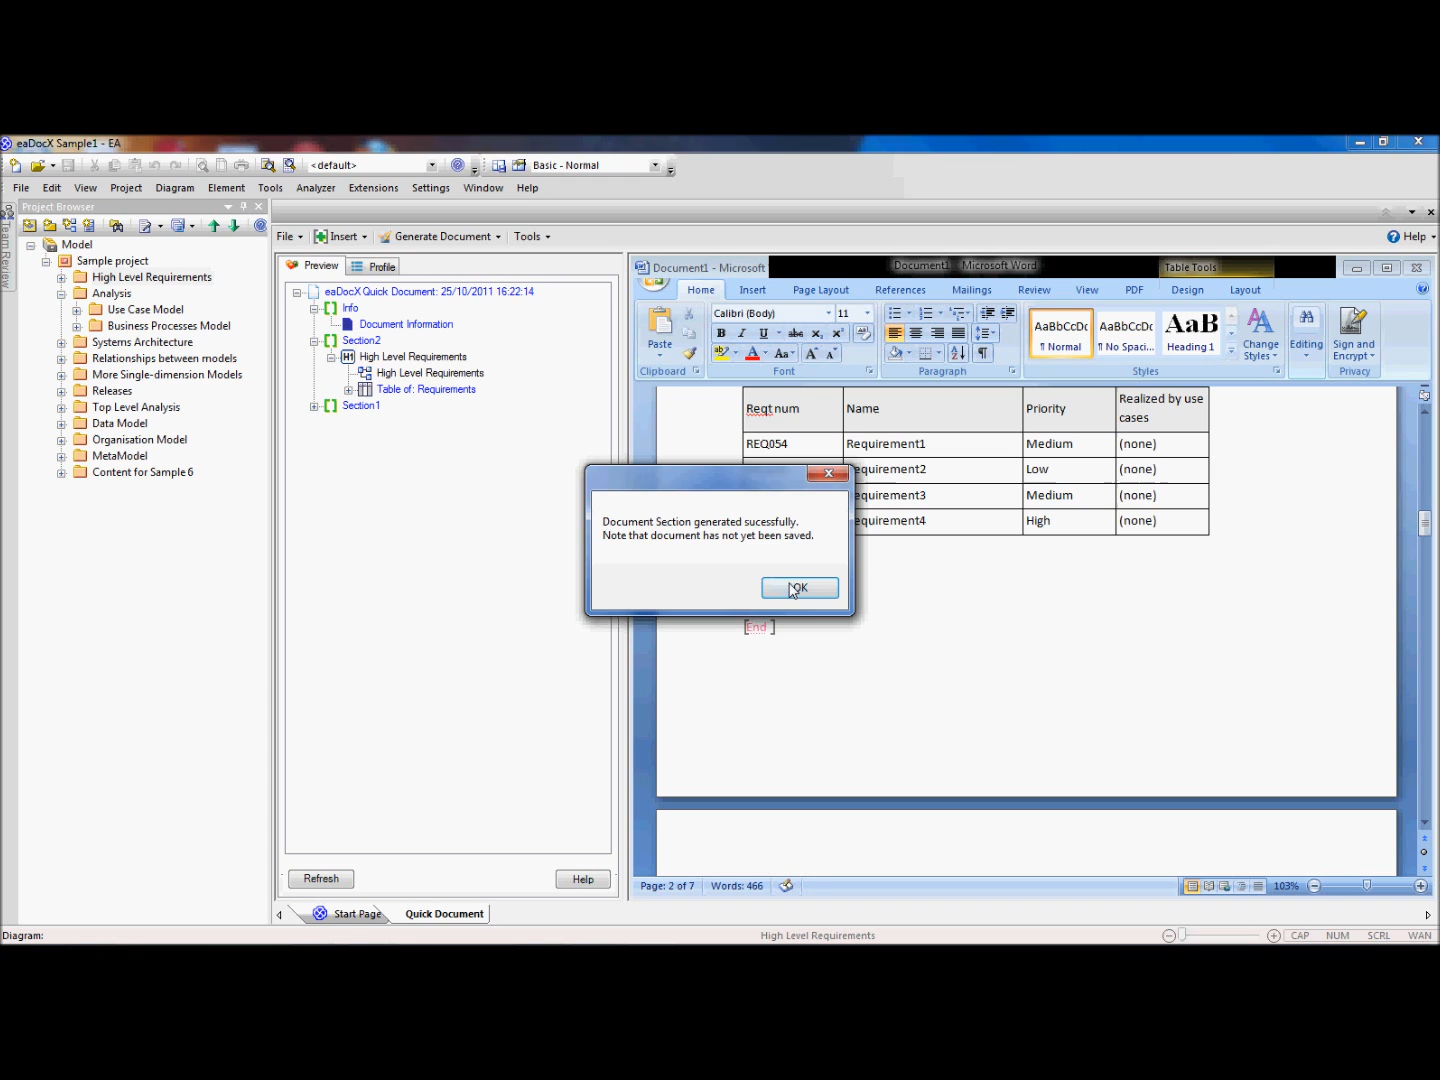 eaDocX Sample1 - EA
<default>
Basic - Normal
File Edit View Project Diagram Element Tools Analyzer Extensions Settings Window Help
Project Browser
Team Review
Model
Sample project
High Level Requirements
Analysis
Use Case Model
Business Processes Model
Systems Architecture
Relationships between models
More Single-dimension Models
Releases
Top Level Analysis
Data Model
Organisation Model
MetaModel
Content for Sample 6
File Insert Generate Document Tools
Help
Preview Profile
eaDocX Quick Document: 25/10/2011 16:22:14
Info
Document Information
Section2
H1 High Level Requirements
High Level Requirements
Table of: Requirements
Section1
Refresh
Help
Document1 - Microsoft
Document1 Microsoft Word
Table Tools
Home Insert Page Layout References Mailings Review View PDF Design Layout
Paste
Clipboard
Calibri (Body) 11
B I U abc x₂ x²
ab A Aa A A
Font
Paragraph
AaBbCcDc AaBbCcDc AaB
¶ Normal ¶ No Spaci... Heading 1
Change
Styles
Styles
Editing
Sign and
Encrypt
Privacy
Reqt num Name Priority Realized by use
cases
REQ054 Requirement1 Medium (none)
equirement2 Low (none)
equirement3 Medium (none)
equirement4 High (none)
Document Section generated sucessfully.
Note that document has not yet been saved.
OK
[End ]
Page: 2 of 7 Words: 466
103%
Start Page Quick Document
Diagram:
High Level Requirements
CAP NUM SCRL WAN